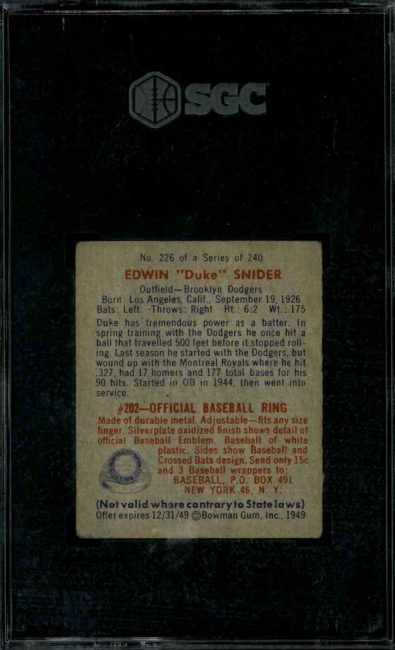 SGC
No. 226 of a Series of 240
EDWIN "Duke" SNIDER
Outfield—Brooklyn Dodgers
Born: Los Angeles, Calif., September 19, 1926
Bats: Left Throws: Right Ht.: 6:2 Wt.: 175
Duke has tremendous power as a batter. In
spring training with the Dodgers he once hit a
ball that travelled 500 feet before it stopped roll-
ing. Last season he started with the Dodgers, but
wound up with the Montreal Royals where he hit
327, had 17 homers and 177 total bases for his
90 hits. Started in OB in 1944, then went into
service.
#202—OFFICIAL BASEBALL RING
Made of durable metal. Adjustable—fits any size
finger. Silverplate oxidized finish shows detail of
official Baseball Emblem. Baseball of white
plastic. Sides show Baseball and
Crossed Bats design. Send only 15c
and 3 Baseball wrappers to:
BASEBALL, P.O. BOX 491
NEW YORK 46, N. Y.
(Not valid where contrary to State laws)
Offer expires 12/31/49 ©Bowman Gum, Inc., 1949